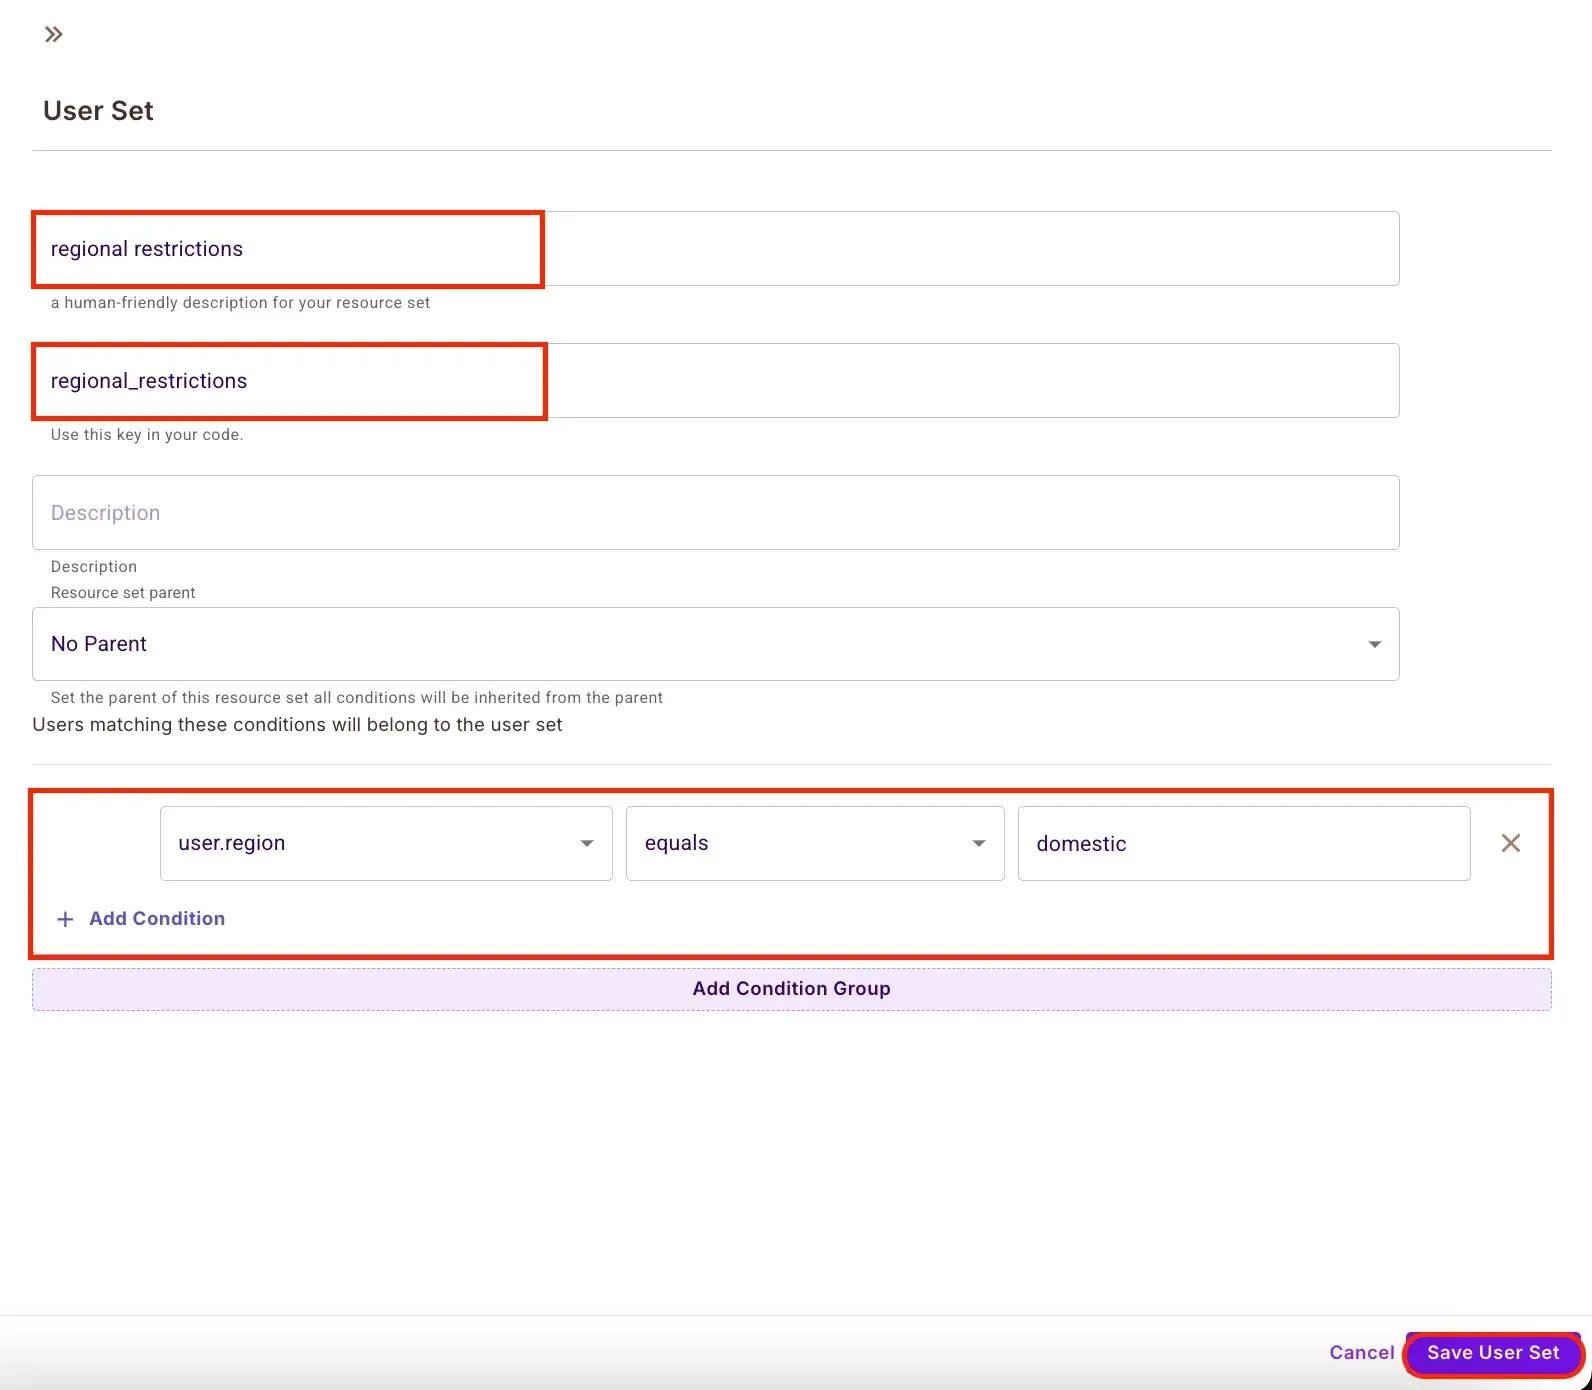 User Set
regional restrictions
a human-friendly description for your resource set
regional_restrictions
Use this key in your code.
Description
Description
Resource set parent
No Parent
Set the parent of this resource set all conditions will be inherited from the parent
Users matching these conditions will belong to the user set
user.region equals domestic
+ Add Condition
Add Condition Group
Cancel Save User Set